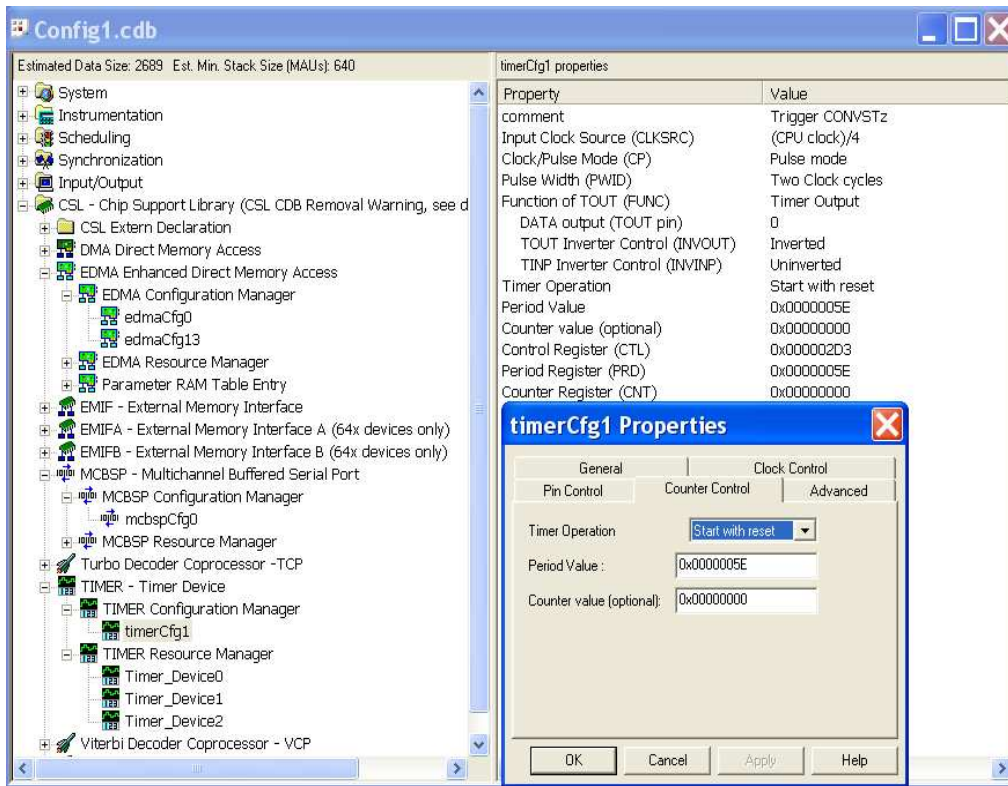 Config1.cdb
Estimated Data Size: 2689 Est. Min. Stack Size (MAUs): 640
System
Instrumentation
Scheduling
Synchronization
Input/Output
CSL - Chip Support Library (CSL CDB Removal Warning, see d
CSL Extern Declaration
DMA Direct Memory Access
EDMA Enhanced Direct Memory Access
EDMA Configuration Manager
edmaCfg0
edmaCfg13
EDMA Resource Manager
Parameter RAM Table Entry
EMIF - External Memory Interface
EMIFA - External Memory Interface A (64x devices only)
EMIFB - External Memory Interface B (64x devices only)
MCBSP - Multichannel Buffered Serial Port
MCBSP Configuration Manager
mcbspCfg0
MCBSP Resource Manager
Turbo Decoder Coprocessor -TCP
TIMER - Timer Device
TIMER Configuration Manager
timerCfg1
TIMER Resource Manager
Timer_Device0
Timer_Device1
Timer_Device2
Viterbi Decoder Coprocessor - VCP
timerCfg1 properties
Property Value
comment Trigger CONVSTz
Input Clock Source (CLKSRC) (CPU clock)/4
Clock/Pulse Mode (CP) Pulse mode
Pulse Width (PWID) Two Clock cycles
Function of TOUT (FUNC) Timer Output
DATA output (TOUT pin) 0
TOUT Inverter Control (INVOUT) Inverted
TINP Inverter Control (INVINP) Uninverted
Timer Operation Start with reset
Period Value 0x0000005E
Counter value (optional) 0x00000000
Control Register (CTL) 0x000002D3
Period Register (PRD) 0x0000005E
Counter Register (CNT) 0x00000000
timerCfg1 Properties
General Clock Control
Pin Control Counter Control Advanced
Timer Operation Start with reset
Period Value : 0x0000005E
Counter value (optional): 0x00000000
OK Cancel Apply Help